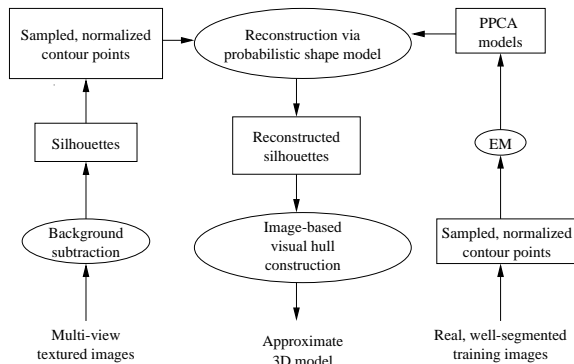 Sampled, normalized
contour points
Reconstruction via
probabilistic shape model
PPCA
models
Silhouettes
Reconstructed
silhouettes
EM
Background
subtraction
Image-based
visual hull
construction
Sampled, normalized
contour points
Multi-view
textured images
Approximate
3D model
Real, well-segmented
training images